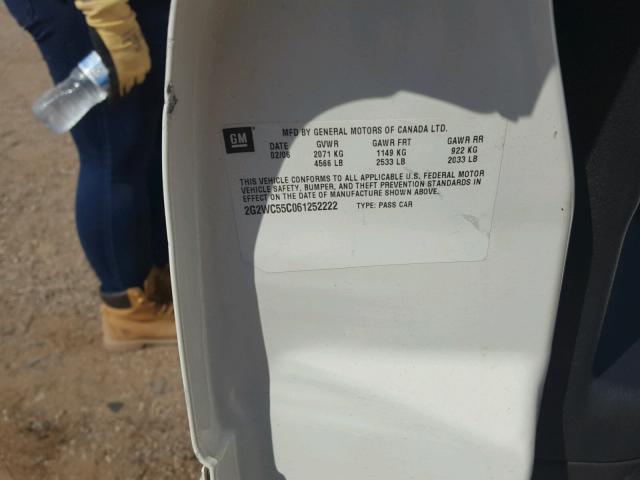 GM MFD BY GENERAL MOTORS OF CANADA LTD.
DATE GVWR GAWR FRT GAWR RR
02/06 2071 KG 1149 KG 922 KG
4566 LB 2533 LB 2033 LB
THIS VEHICLE CONFORMS TO ALL APPLICABLE U.S. FEDERAL MOTOR
VEHICLE SAFETY, BUMPER, AND THEFT PREVENTION STANDARDS IN
EFFECT ON THE DATE OF MANUFACTURE SHOWN ABOVE.
2G2WC55C061252222 TYPE: PASS CAR